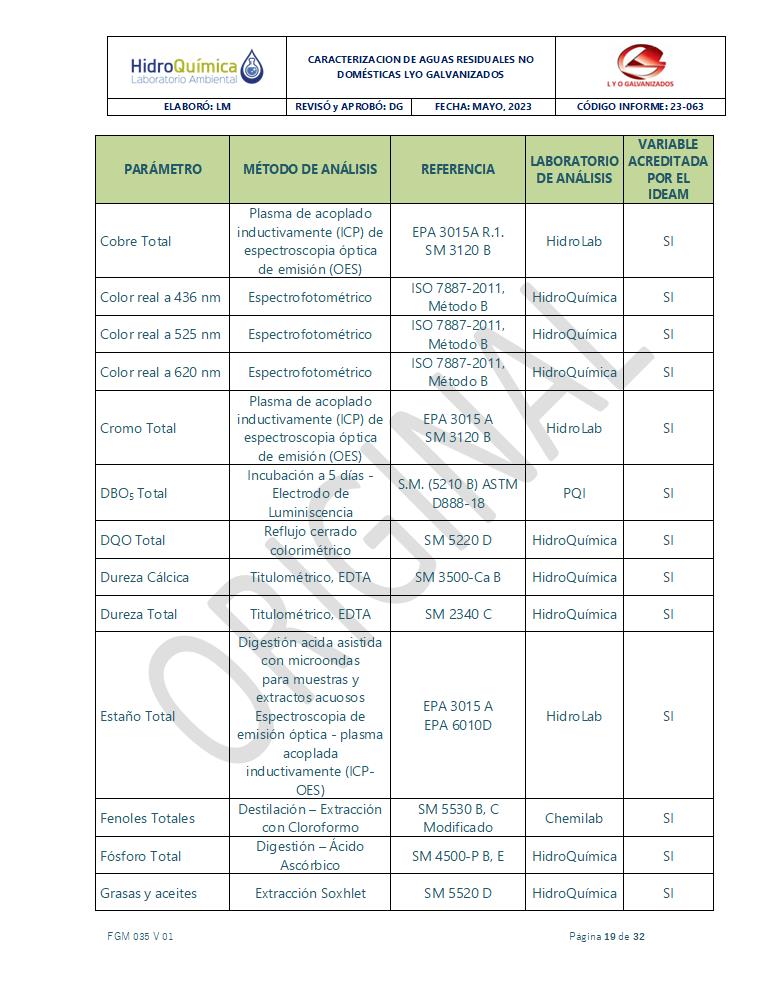 HidroQuímica
Laboratorio Ambiental
CARACTERIZACION DE AGUAS RESIDUALES NO
DOMÉSTICAS LYO GALVANIZADOS
L Y O GALVANIZADOS
ELABORÓ: LM
REVISÓ y APROBÓ: DG
FECHA: MAYO, 2023
CÓDIGO INFORME: 23-063
PARÁMETRO
MÉTODO DE ANÁLISIS
REFERENCIA
LABORATORIO
DE ANÁLISIS
VARIABLE
ACREDITADA
POR EL
IDEAM
Cobre Total
Plasma de acoplado
inductivamente (ICP) de
espectroscopia óptica
de emisión (OES)
EPA 3015A R.1.
SM 3120 B
HidroLab
SI
Color real a 436 nm
Espectrofotométrico
ISO 7887-2011,
Método B
HidroQuímica
SI
Color real a 525 nm
Espectrofotométrico
ISO 7887-2011,
Método B
HidroQuímica
SI
Color real a 620 nm
Espectrofotométrico
ISO 7887-2011,
Método B
HidroQuímica
SI
Cromo Total
Plasma de acoplado
inductivamente (ICP) de
espectroscopia óptica
de emisión (OES)
EPA 3015 A
SM 3120 B
HidroLab
SI
DBO₅ Total
Incubación a 5 días -
Electrodo de
Luminiscencia
S.M. (5210 B) ASTM
D888-18
PQI
SI
DQO Total
Reflujo cerrado
colorimétrico
SM 5220 D
HidroQuímica
SI
Dureza Cálcica
Titulométrico, EDTA
SM 3500-Ca B
HidroQuímica
SI
Dureza Total
Titulométrico, EDTA
SM 2340 C
HidroQuímica
SI
Estaño Total
Digestión acida asistida
con microondas
para muestras y
extractos acuosos
Espectroscopia de
emisión óptica - plasma
acoplada
inductivamente (ICP-
OES)
EPA 3015 A
EPA 6010D
HidroLab
SI
Fenoles Totales
Destilación – Extracción
con Cloroformo
SM 5530 B, C
Modificado
Chemilab
SI
Fósforo Total
Digestión – Ácido
Ascórbico
SM 4500-P B, E
HidroQuímica
SI
Grasas y aceites
Extracción Soxhlet
SM 5520 D
HidroQuímica
SI
ORIGINAL
FGM 035 V 01
Página 19 de 32